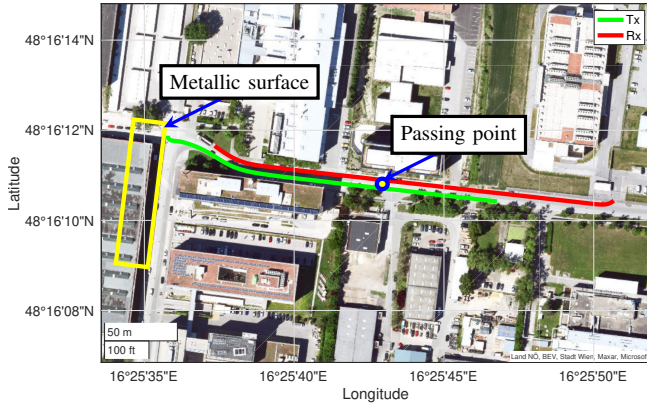 48°16'14"N
Tx
Rx
Metallic surface
48°16'12"N
Passing point
Latitude
48°16'10"N
48°16'08"N
50 m
100 ft
Land NÖ, BEV, Stadt Wien, Maxar, Microsoft
16°25'35"E 16°25'40"E 16°25'45"E 16°25'50"E
Longitude